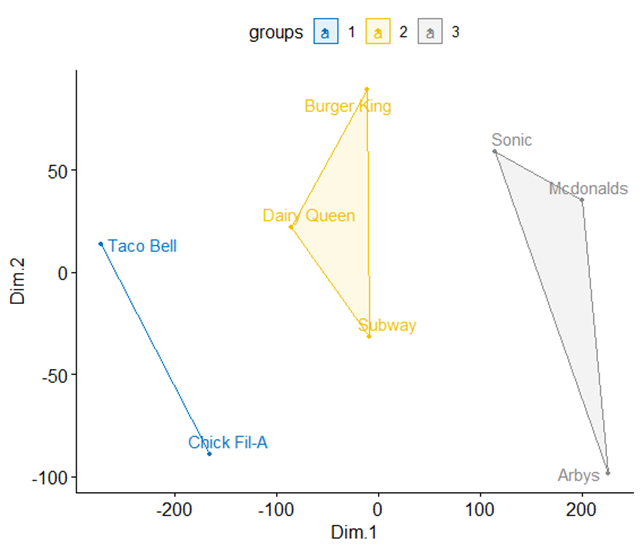 groups a 1 a 2 a 3
Burger King
Sonic
Mcdonalds
50
Dairy Queen
Taco Bell
0
Dim.2
Subway
-50
Chick Fil-A
Arbys
-100
-200 -100 0 100 200
Dim.1